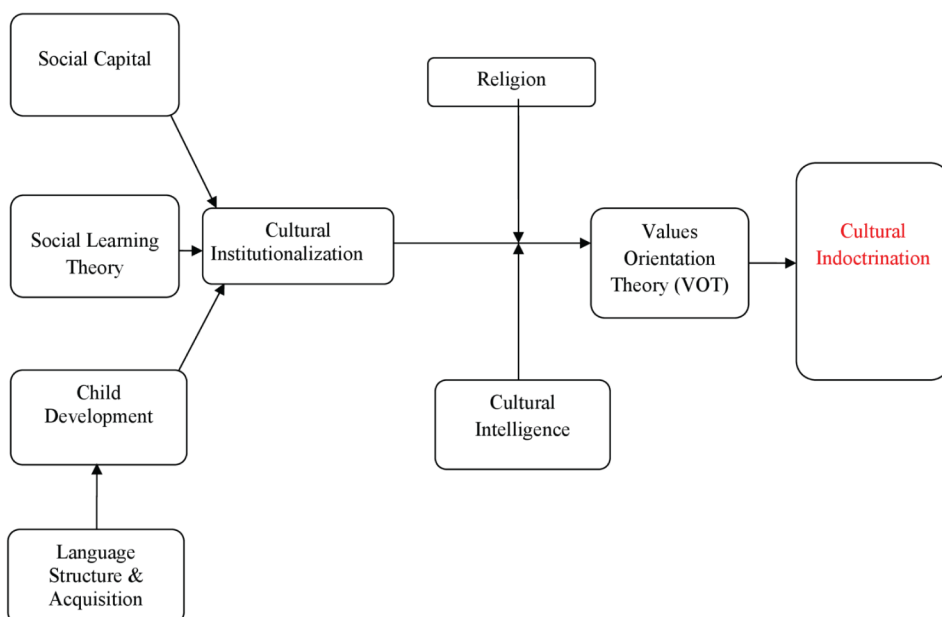 Social Capital
Religion
Social Learning
Theory
Cultural
Institutionalization
Values
Orientation
Theory (VOT)
Cultural
Indoctrination
Child
Development
Cultural
Intelligence
Language
Structure &
Acquisition